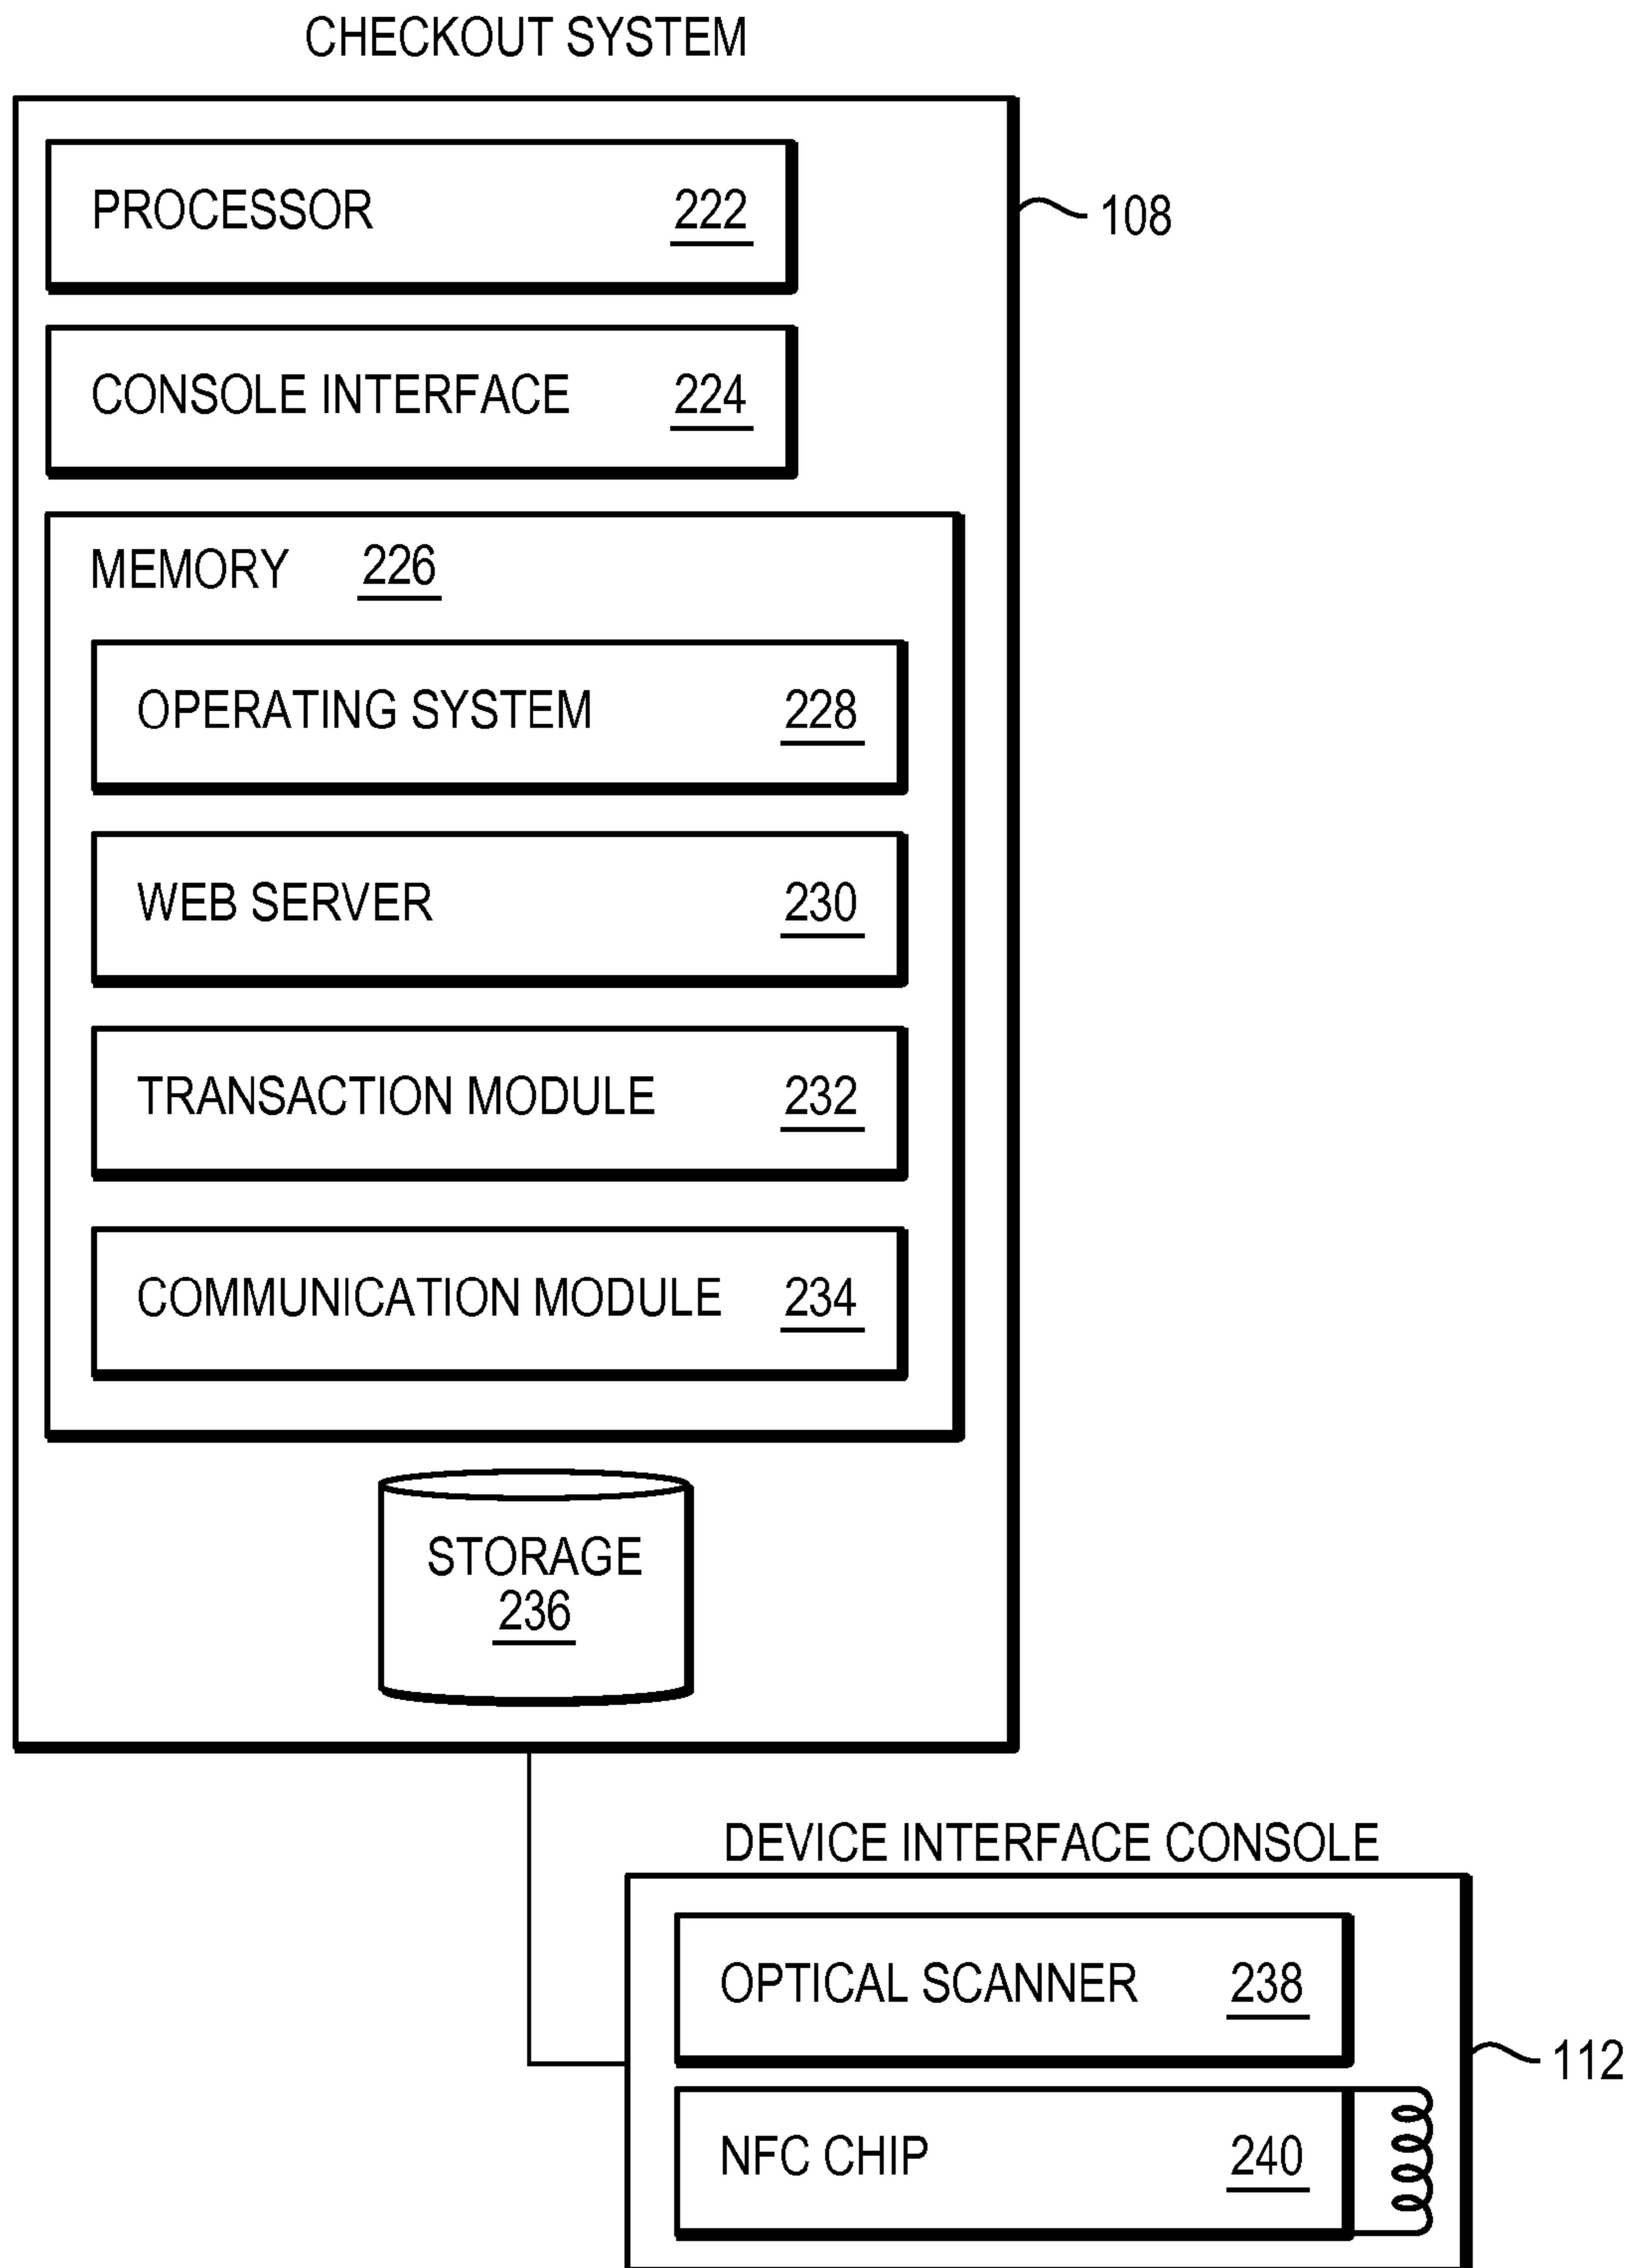 CHECKOUT SYSTEM
PROCESSOR 222
108
CONSOLE INTERFACE 224
MEMORY 226
OPERATING SYSTEM 228
WEB SERVER 230
TRANSACTION MODULE 232
COMMUNICATION MODULE 234
STORAGE
236
DEVICE INTERFACE CONSOLE
OPTICAL SCANNER 238
112
NFC CHIP 240